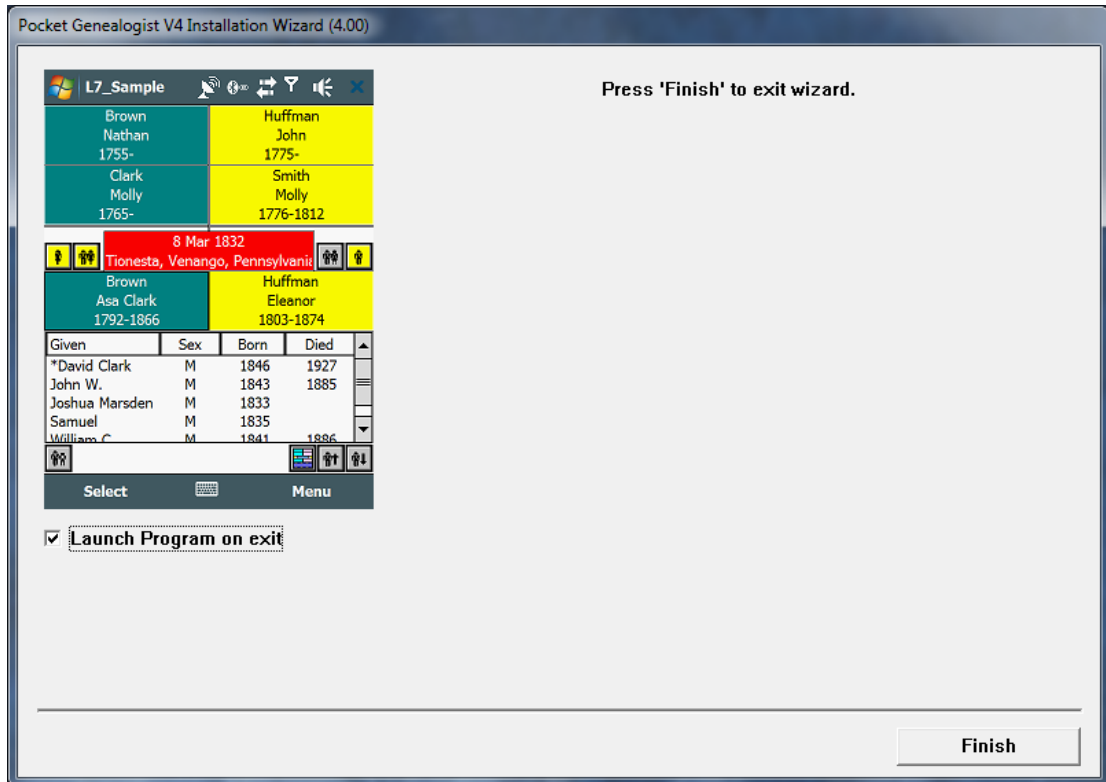 Pocket Genealogist V4 Installation Wizard (4.00)
L7_Sample
Press 'Finish' to exit wizard.
Brown
Nathan
1755-
Huffman
John
1775-
Clark
Molly
1765-
Smith
Molly
1776-1812
8 Mar 1832
Tionesta, Venango, Pennsylvania
Brown
Asa Clark
1792-1866
Huffman
Eleanor
1803-1874
Given Sex Born Died
*David Clark M 1846 1927
John W. M 1843 1885
Joshua Marsden M 1833
Samuel M 1835
William C M 1841 1886
Select Menu
Launch Program on exit
Finish